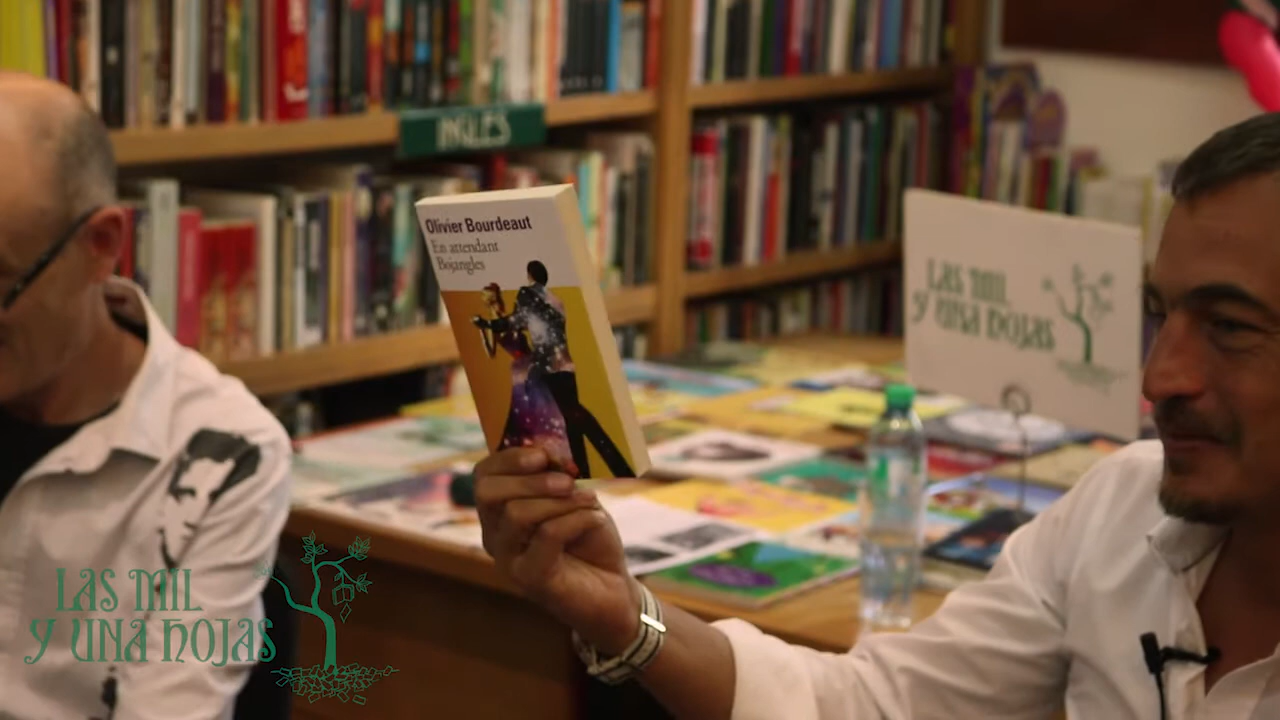 INGLÉS
Olivier Bourdeaut
En attendant
Bojangles
LAS MIL
Y UNA HOJAS
LAS MIL
Y UNA HOJAS